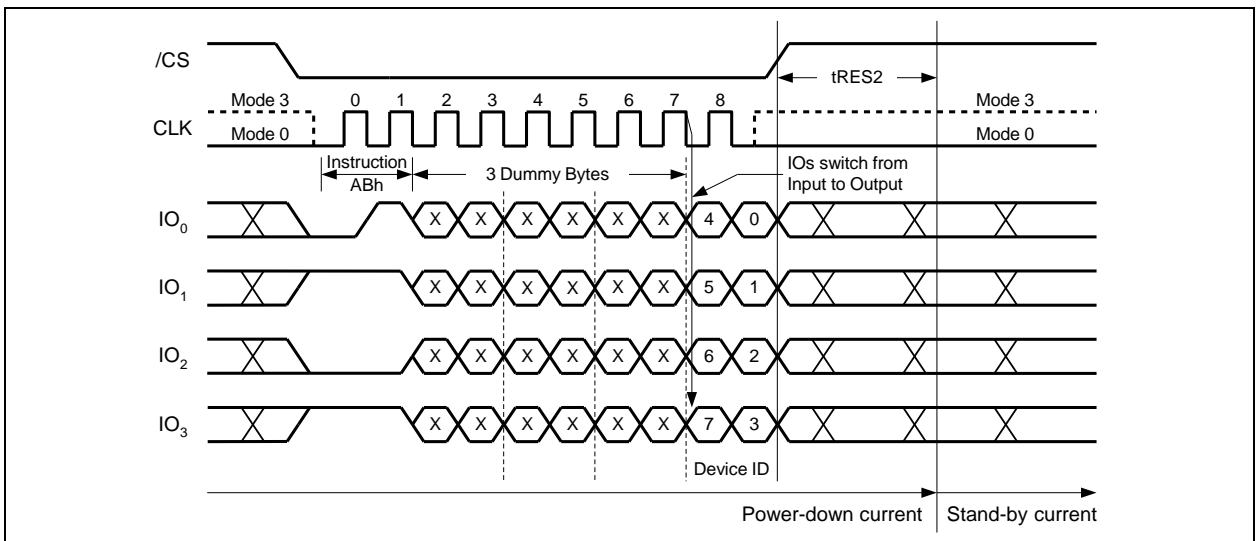 /CS
tRES2
Mode 3 0 1 2 3 4 5 6 7 8 Mode 3
CLK
Mode 0 Mode 0
Instruction
ABh
3 Dummy Bytes
IOs switch from
Input to Output
IO0 X X X X X X 4 0
IO1 X X X X X X 5 1
IO2 X X X X X X 6 2
IO3 X X X X X X 7 3
Device ID
Power-down current Stand-by current